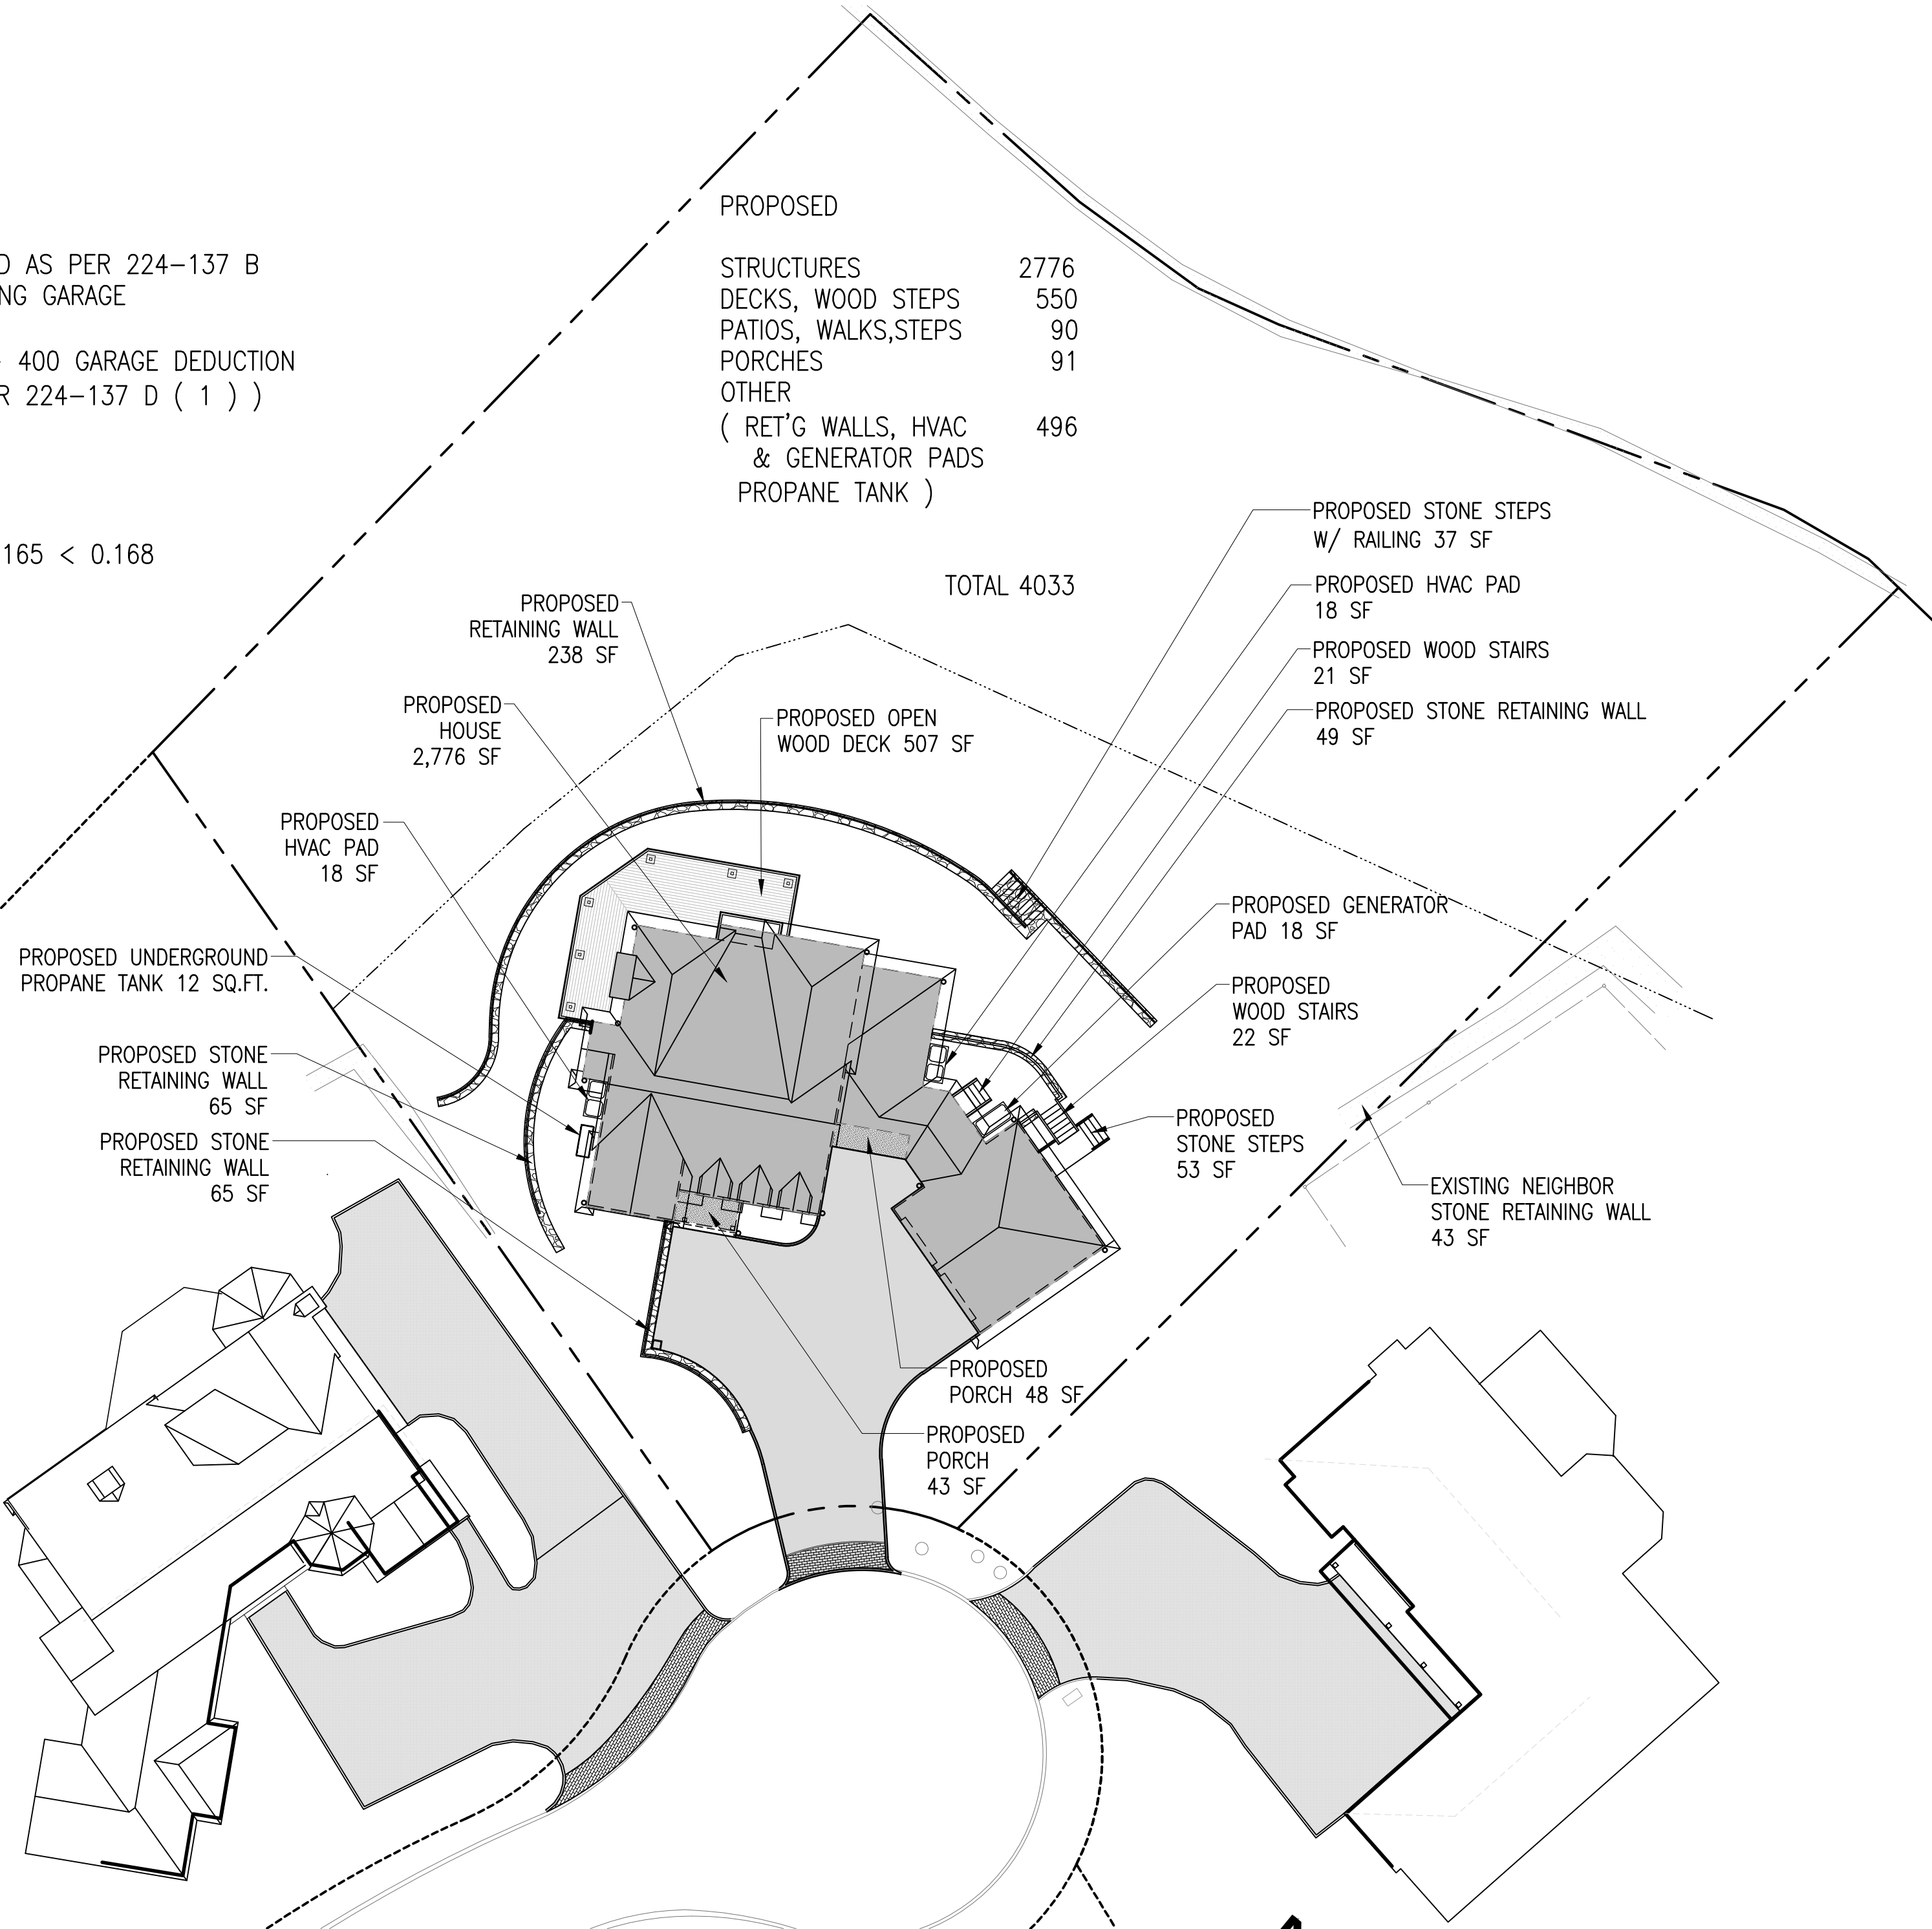 D AS PER 224-137 B
NG GARAGE
400 GARAGE DEDUCTION
R 224-137 D ( 1 ) )
165 < 0.168
PROPOSED
STRUCTURES 2776
DECKS, WOOD STEPS 550
PATIOS, WALKS,STEPS 90
PORCHES 91
OTHER
( RET'G WALLS, HVAC 496
& GENERATOR PADS
PROPANE TANK )
TOTAL 4033
PROPOSED
RETAINING WALL
238 SF
PROPOSED
HOUSE
2,776 SF
PROPOSED OPEN
WOOD DECK 507 SF
PROPOSED
HVAC PAD
18 SF
PROPOSED UNDERGROUND
PROPANE TANK 12 SQ.FT.
PROPOSED STONE
RETAINING WALL
65 SF
PROPOSED STONE
RETAINING WALL
65 SF
PROPOSED STONE STEPS
W/ RAILING 37 SF
PROPOSED HVAC PAD
18 SF
PROPOSED WOOD STAIRS
21 SF
PROPOSED STONE RETAINING WALL
49 SF
PROPOSED GENERATOR
PAD 18 SF
PROPOSED
WOOD STAIRS
22 SF
PROPOSED
STONE STEPS
53 SF
EXISTING NEIGHBOR
STONE RETAINING WALL
43 SF
PROPOSED
PORCH 48 SF
PROPOSED
PORCH
43 SF